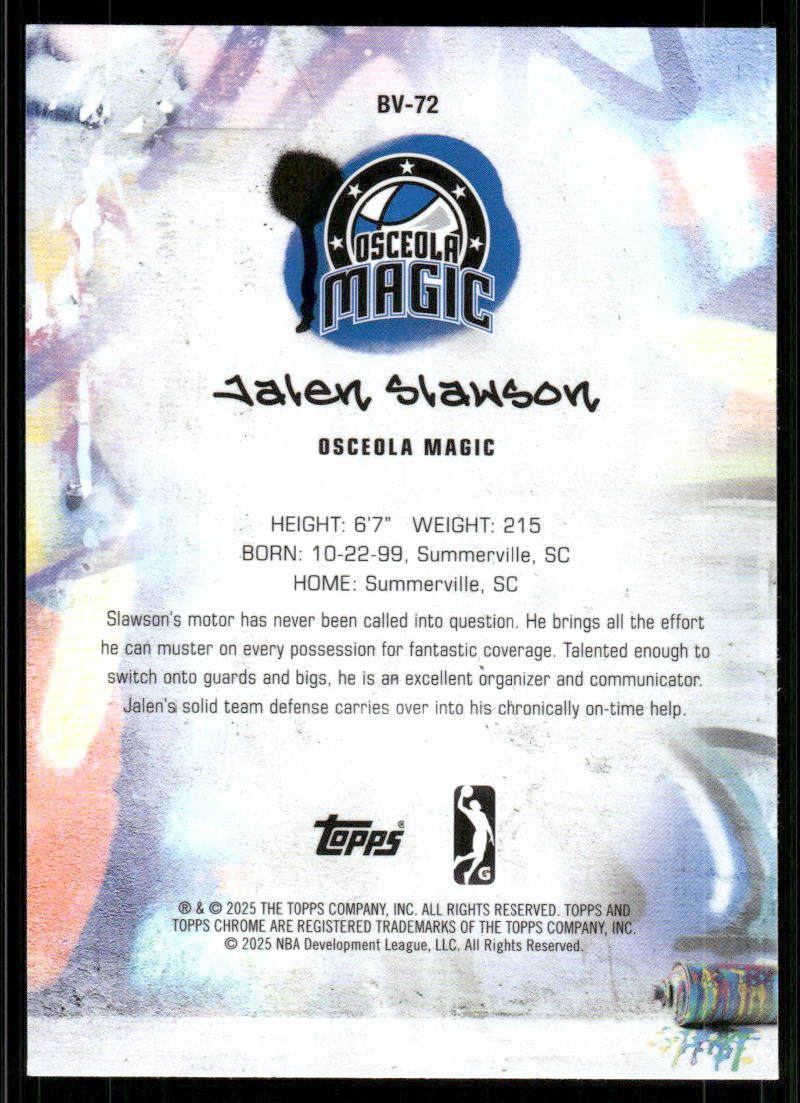 BV-72
OSCEOLA
MAGIC
Jalen Slawson
OSCEOLA MAGIC
HEIGHT: 6'7" WEIGHT: 215
BORN: 10-22-99, Summerville, SC
HOME: Summerville, SC
Slawson's motor has never been called into question. He brings all the effort
he can muster on every possession for fantastic coverage. Talented enough to
switch onto guards and bigs, he is an excellent organizer and communicator.
Jalen's solid team defense carries over into his chronically on-time help.
Topps®
G
® & © 2025 THE TOPPS COMPANY, INC. ALL RIGHTS RESERVED. TOPPS AND
TOPPS CHROME ARE REGISTERED TRADEMARKS OF THE TOPPS COMPANY, INC.
© 2025 NBA Development League, LLC. All Rights Reserved.